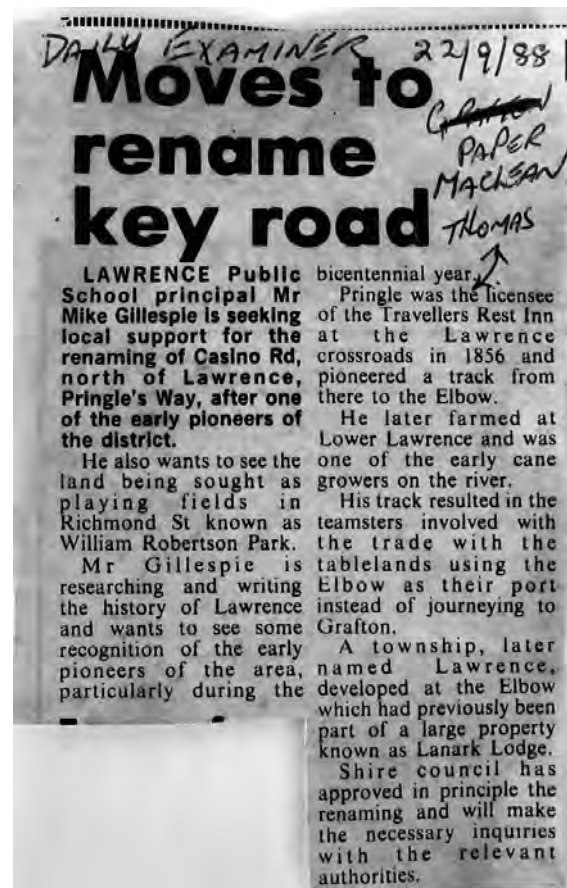 DAILY EXAMINER 22/9/88
GRAFTON
PAPER
MACLEAN
THOMAS
Moves to
rename
key road
LAWRENCE Public
School principal Mr
Mike Gillespie is seeking
local support for the
renaming of Casino Rd,
north of Lawrence,
Pringle's Way, after one
of the early pioneers of
the district.
He also wants to see the
land being sought as
playing fields in
Richmond St known as
William Robertson Park.
Mr Gillespie is
researching and writing
the history of Lawrence
and wants to see some
recognition of the early
pioneers of the area,
particularly during the
bicentennial year.
Pringle was the licensee
of the Travellers Rest Inn
at the Lawrence
crossroads in 1856 and
pioneered a track from
there to the Elbow.
He later farmed at
Lower Lawrence and was
one of the early cane
growers on the river.
His track resulted in the
teamsters involved with
the trade with the
tablelands using the
Elbow as their port
instead of journeying to
Grafton.
A township, later
named Lawrence,
developed at the Elbow
which had previously been
part of a large property
known as Lanark Lodge.
Shire council has
approved in principle the
renaming and will make
the necessary inquiries
with the relevant
authorities.